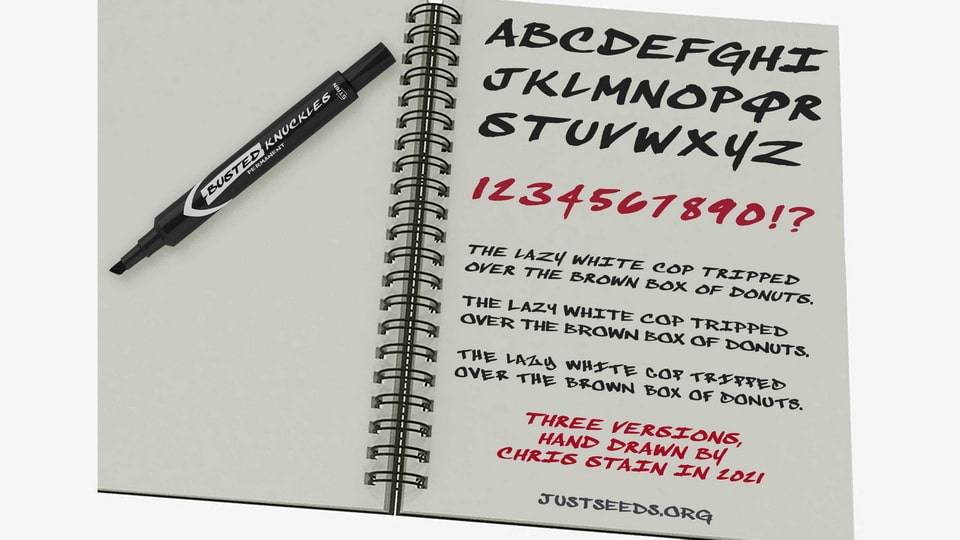 BUSTED KNUCKLES
PERMANENT
STAIN
ABCDEFGHI
JKLMNOPQR
STUVWXYZ
1234567890!?
THE LAZY WHITE COP TRIPPED
OVER THE BROWN BOX OF DONUTS.
THE LAZY WHITE COP TRIPPED
OVER THE BROWN BOX OF DONUTS.
THE LAZY WHITE COP TRIPPED
OVER THE BROWN BOX OF DONUTS.
THREE VERSIONS,
HAND DRAWN BY
CHRIS STAIN IN 2021
JUSTSEEDS.ORG